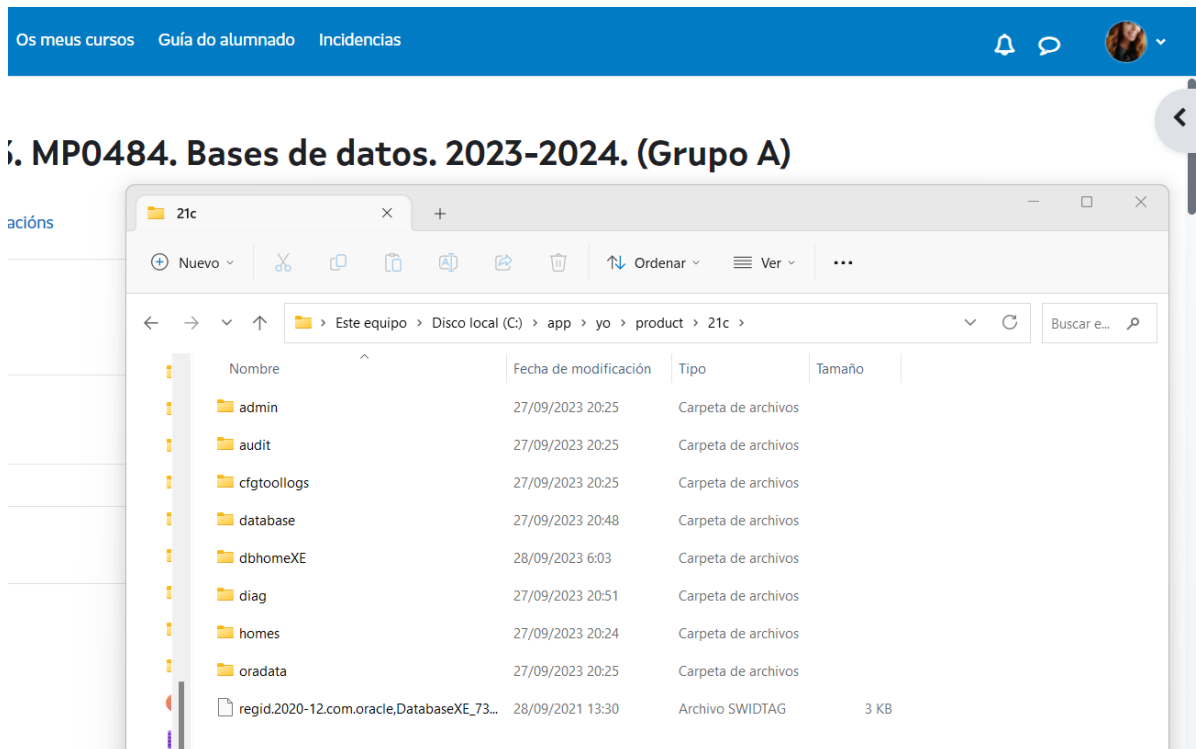 Os meus cursos Guía do alumnado Incidencias
. MP0484. Bases de datos. 2023-2024. (Grupo A)
acións
21c
Nuevo Ordenar Ver ...
Este equipo > Disco local (C:) > app > yo > product > 21c >
Buscar e...
Nombre Fecha de modificación Tipo Tamaño
admin 27/09/2023 20:25 Carpeta de archivos
audit 27/09/2023 20:25 Carpeta de archivos
cfgtoollogs 27/09/2023 20:25 Carpeta de archivos
database 27/09/2023 20:48 Carpeta de archivos
dbhomeXE 28/09/2023 6:03 Carpeta de archivos
diag 27/09/2023 20:51 Carpeta de archivos
homes 27/09/2023 20:24 Carpeta de archivos
oradata 27/09/2023 20:25 Carpeta de archivos
regid.2020-12.com.oracle,DatabaseXE_73... 28/09/2021 13:30 Archivo SWIDTAG 3 KB